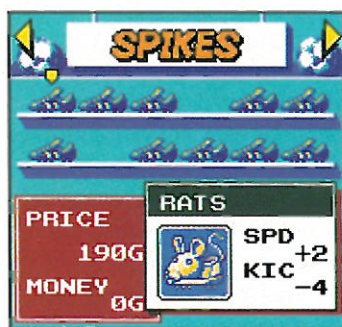 SPIKES
PRICE
190G
MONEY
0G
RATS
SPD
+2
KIC
-4